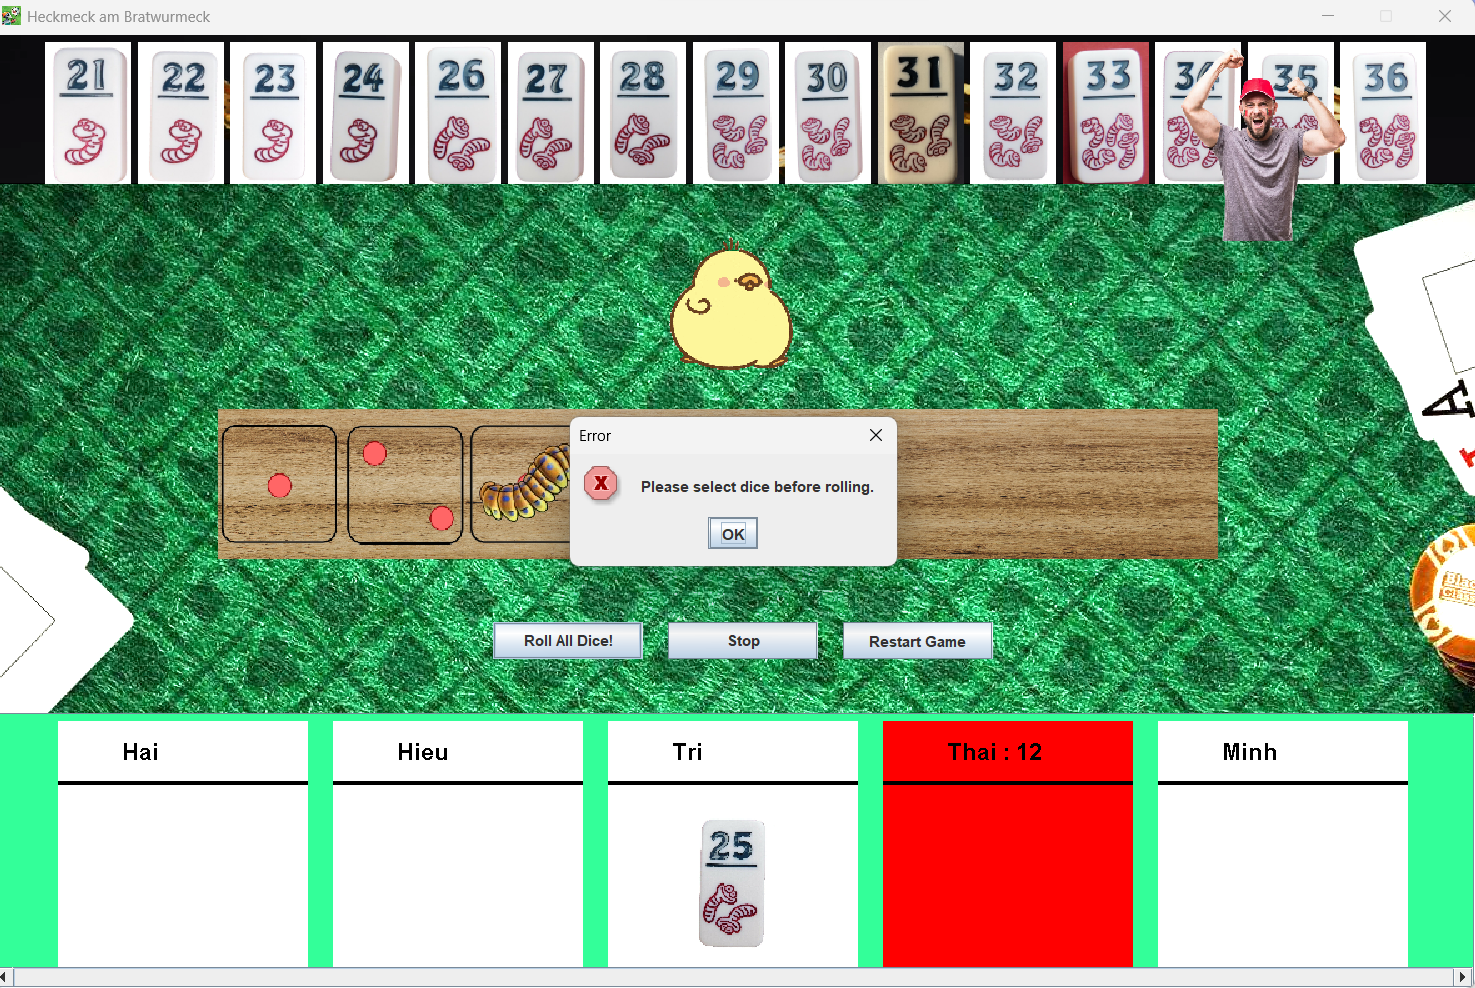 Heckmeck am Bratwurmeck
21 22 23 24 26 27 28 29 30 31 32 33 35 36
A
Error
X Please select dice before rolling.
OK
Roll All Dice! Stop Restart Game
Hai Hieu Tri Thai : 12 Minh
25